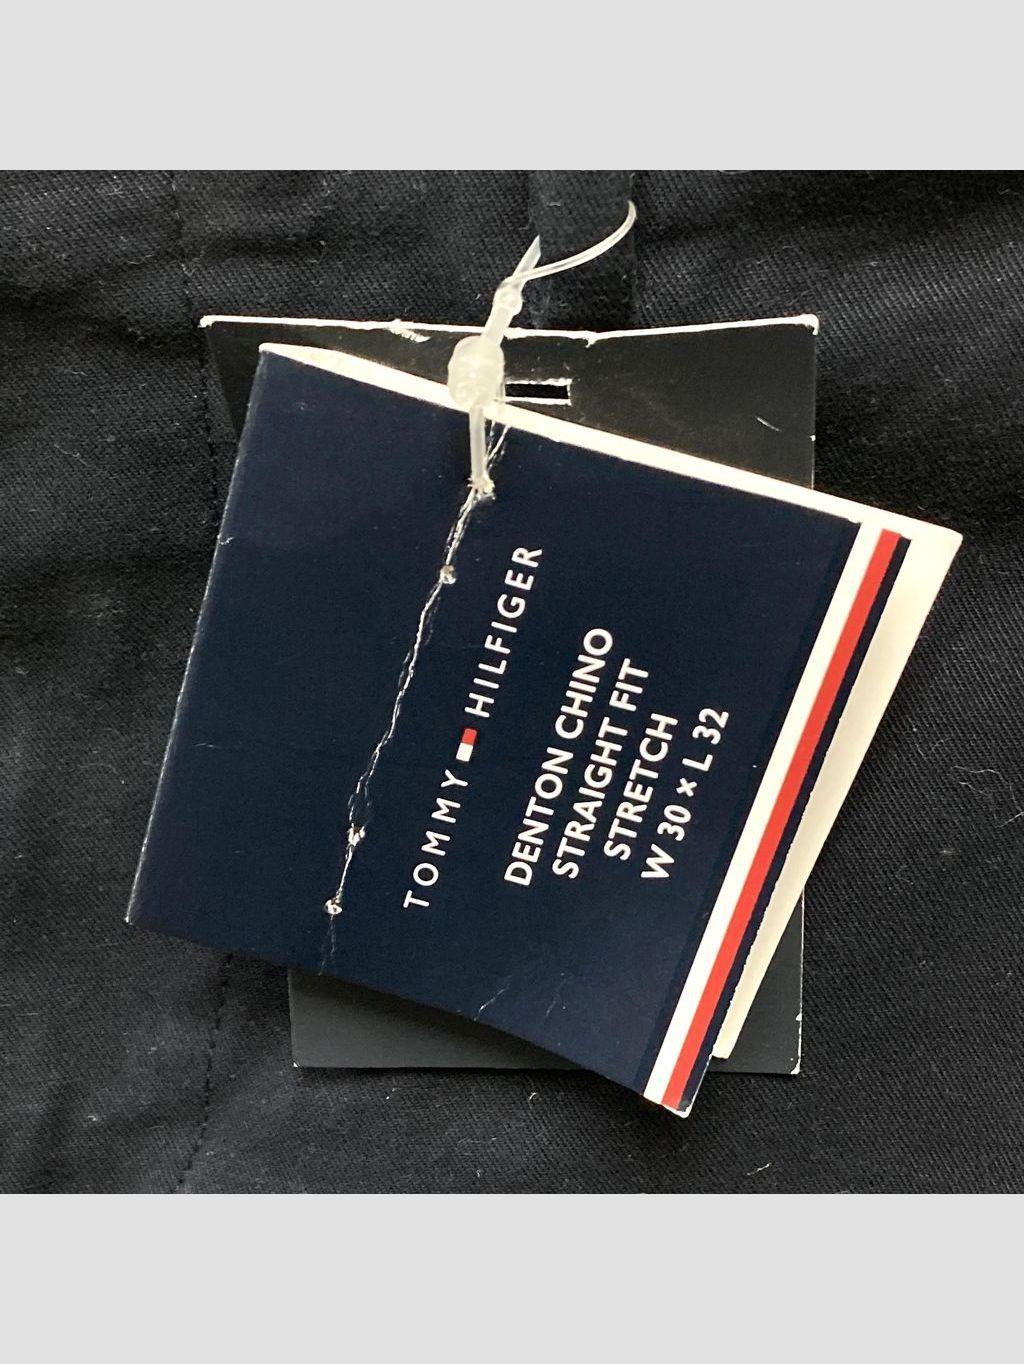 TOMMY HILFIGER
DENTON CHINO
STRAIGHT FIT
STRETCH
W 30 × L 32